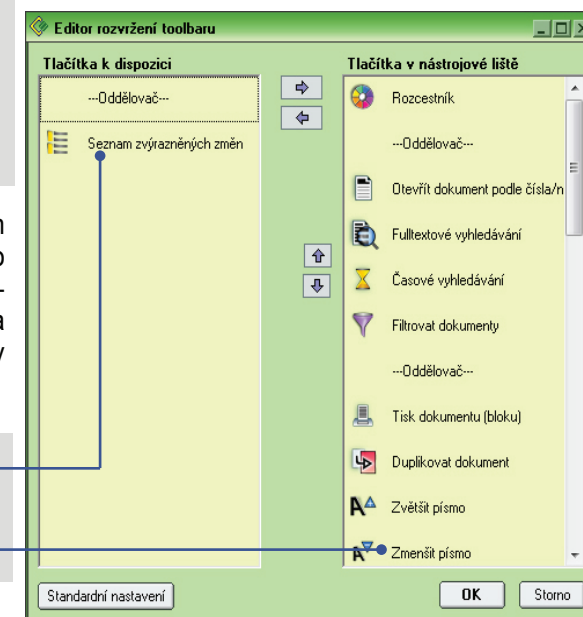 Editor rozvržení toolbaru
Tlačítka k dispozici
---Oddělovač---
Seznam zvýrazněných změn
Tlačítka v nástrojové liště
Rozcestník
---Oddělovač---
Otevřít dokument podle čísla/n
Fulltextové vyhledávání
Časové vyhledávání
Filtrovat dokumenty
---Oddělovač---
Tisk dokumentu (bloku)
Duplikovat dokument
Zvětšit písmo
Zmenšit písmo
Standardní nastavení
OK
Storno